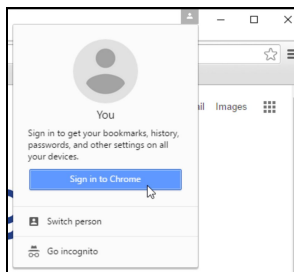 You
Sign in to get your bookmarks, history,
passwords, and other settings on all
your devices.
Sign in to Chrome
Switch person
Go incognito
Images